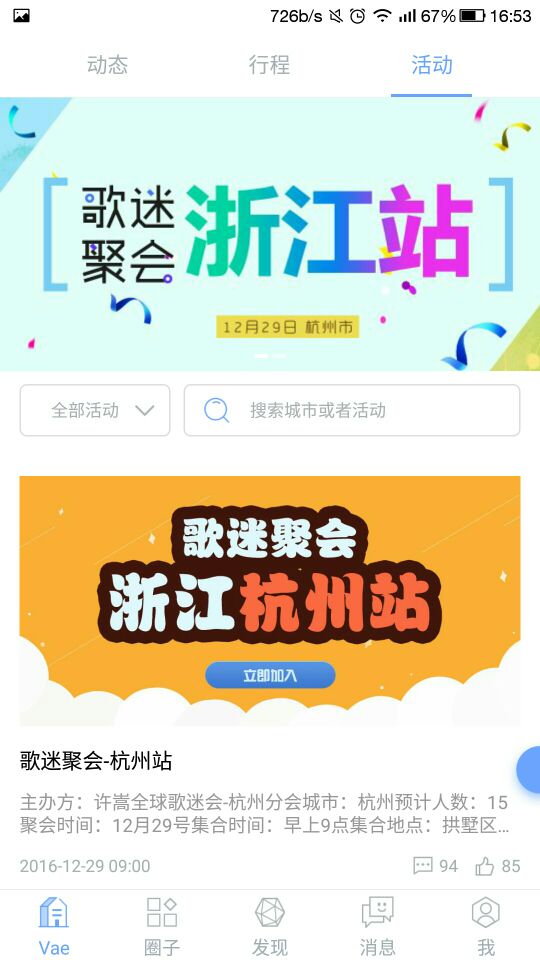 726b/s 67% 16:53
动态 行程 活动
歌迷
聚会 浙江站
12月29日 杭州市
全部活动 搜索城市或者活动
歌迷聚会
浙江杭州站
立即加入
歌迷聚会-杭州站
主办方：许嵩全球歌迷会-杭州分会城市：杭州预计人数：15
聚会时间：12月29号集合时间：早上9点集合地点：拱墅区...
2016-12-29 09:00 94 85
Vae 圈子 发现 消息 我